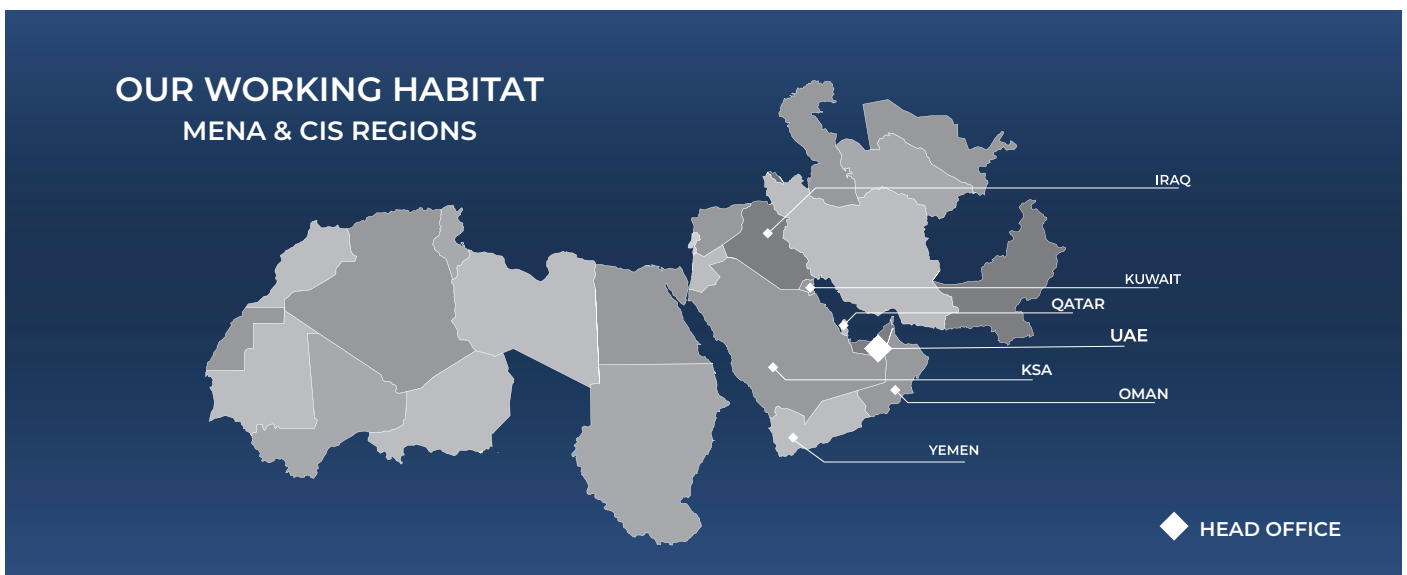 OUR WORKING HABITAT
MENA & CIS REGIONS
IRAQ
KUWAIT
QATAR
UAE
KSA
OMAN
YEMEN
HEAD OFFICE